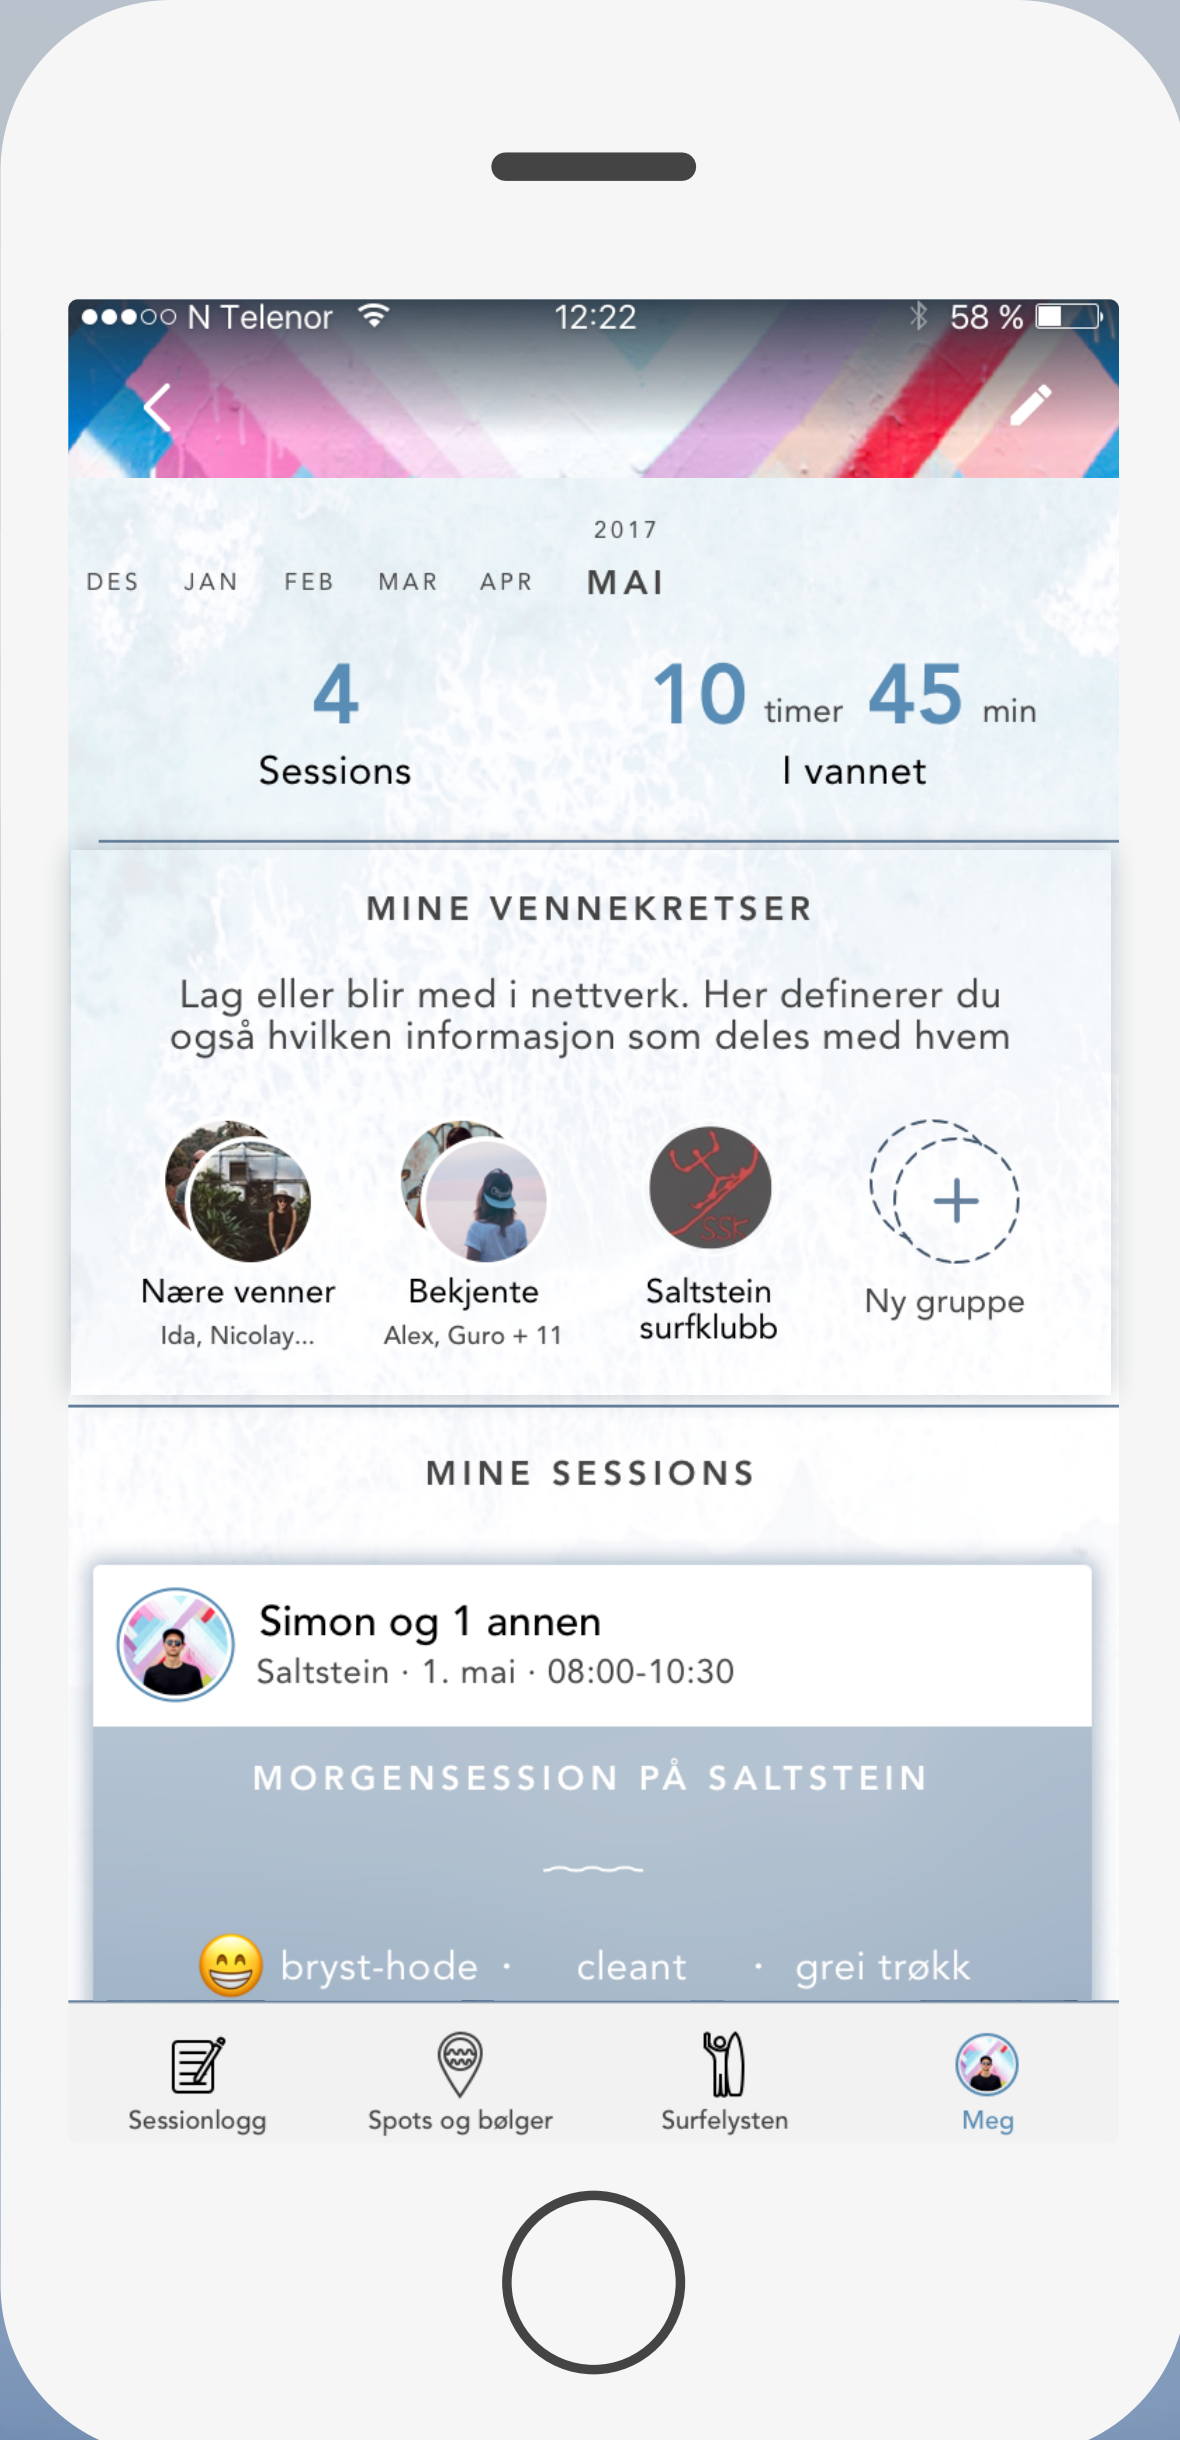 N Telenor 12:22 58 %
2017
DES JAN FEB MAR APR MAI
4 10 timer 45 min
Sessions I vannet
MINE VENNEKRETSER
Lag eller blir med i nettverk. Her definerer du
også hvilken informasjon som deles med hvem
SSK
Nære venner Bekjente Saltstein surfklubb Ny gruppe
Ida, Nicolay... Alex, Guro + 11
MINE SESSIONS
Simon og 1 annen
Saltstein · 1. mai · 08:00-10:30
MORGENSESSION PÅ SALTSTEIN
bryst-hode · cleant · grei trøkk
Sessionlogg Spots og bølger Surfelysten Meg